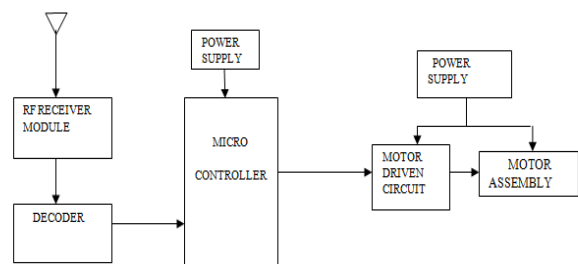 POWER
SUPPLY
POWER
SUPPLY
RF RECEIVER
MODULE
MICRO
CONTROLLER
MOTOR
DRIVEN
CIRCUIT
MOTOR
ASSEMBLY
DECODER